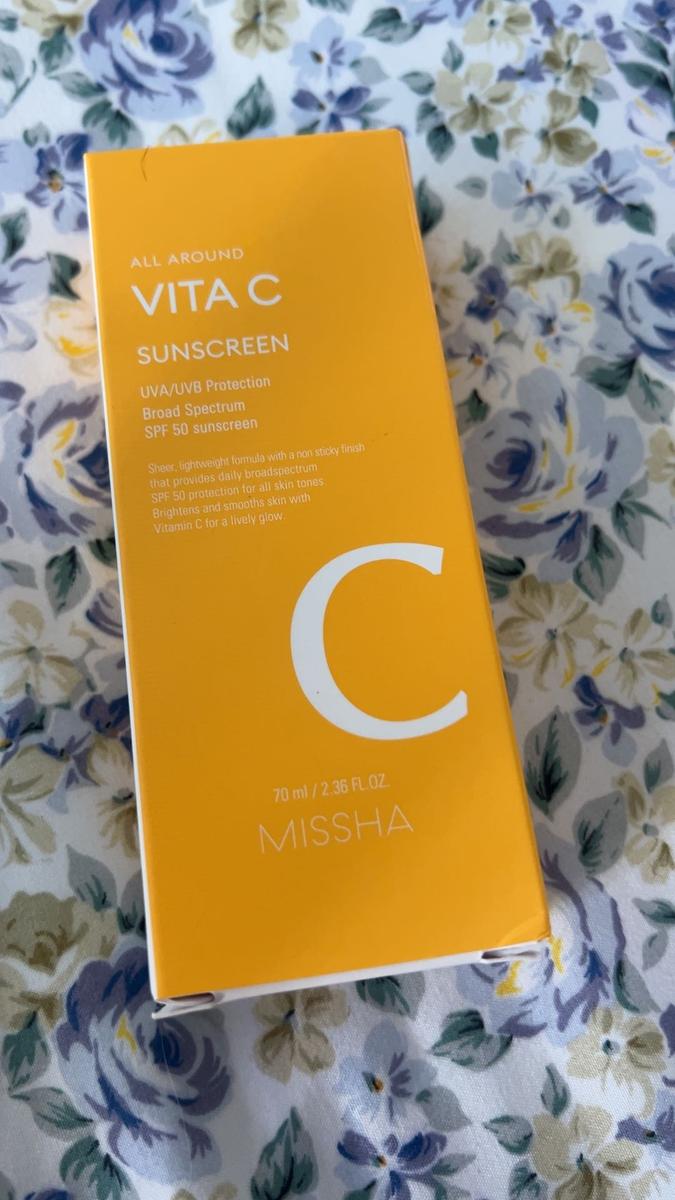 ALL AROUND
VITA C
SUNSCREEN
UVA/UVB Protection
Broad Spectrum
SPF 50 sunscreen
Sheer, lightweight formula with a non sticky finish
that provides daily broadspectrum
SPF 50 protection for all skin tones
Brightens and smooths skin with
Vitamin C for a lively glow.
C
70 ml / 2.36 FL.OZ.
MISSHA